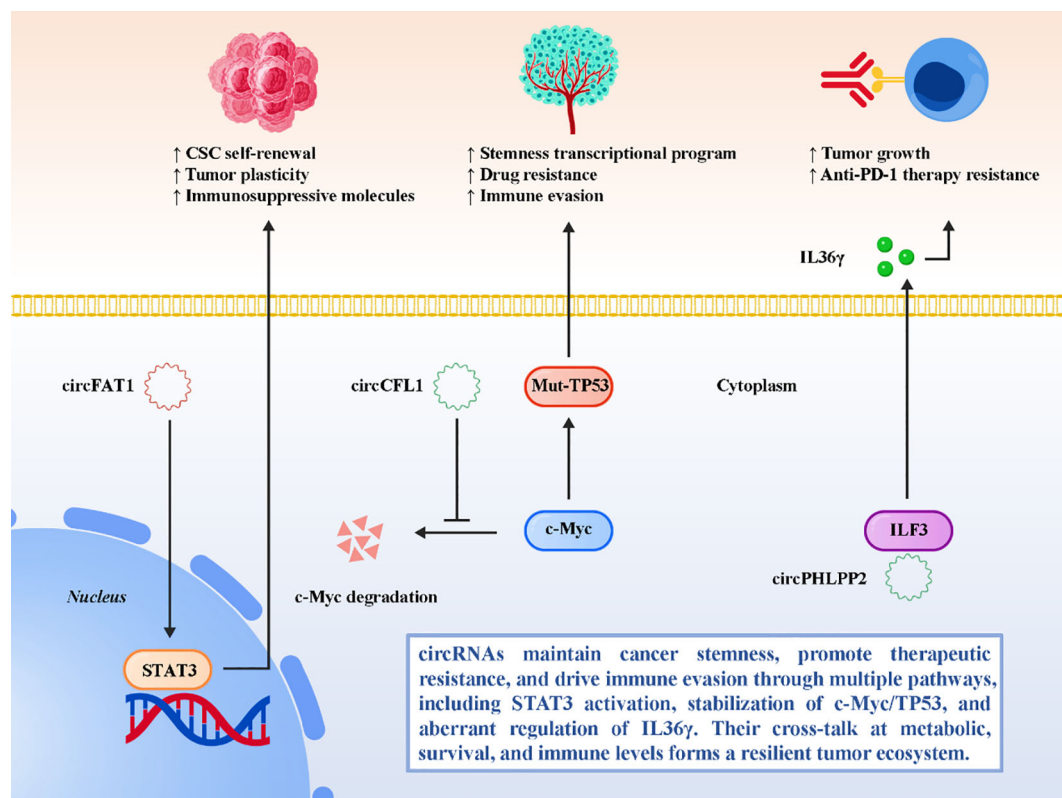 ↑ CSC self-renewal
↑ Tumor plasticity
↑ Immunosuppressive molecules
↑ Stemness transcriptional program
↑ Drug resistance
↑ Immune evasion
↑ Tumor growth
↑ Anti-PD-1 therapy resistance
IL36γ
circFAT1
circCFL1
Mut-TP53
Cytoplasm
c-Myc
ILF3
circPHLPP2
Nucleus
c-Myc degradation
STAT3
circRNAs maintain cancer stemness, promote therapeutic
resistance, and drive immune evasion through multiple pathways,
including STAT3 activation, stabilization of c-Myc/TP53, and
aberrant regulation of IL36γ. Their cross-talk at metabolic,
survival, and immune levels forms a resilient tumor ecosystem.